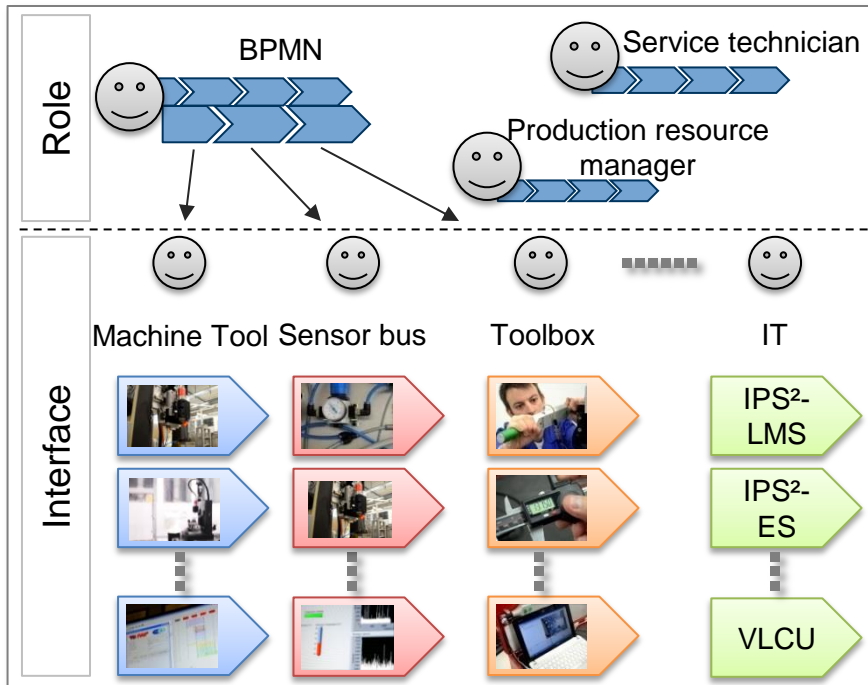 Role
BPMN
Service technician
Production resource
manager
Interface
Machine Tool
Sensor bus
Toolbox
IT
IPS²-
LMS
IPS²-
ES
VLCU